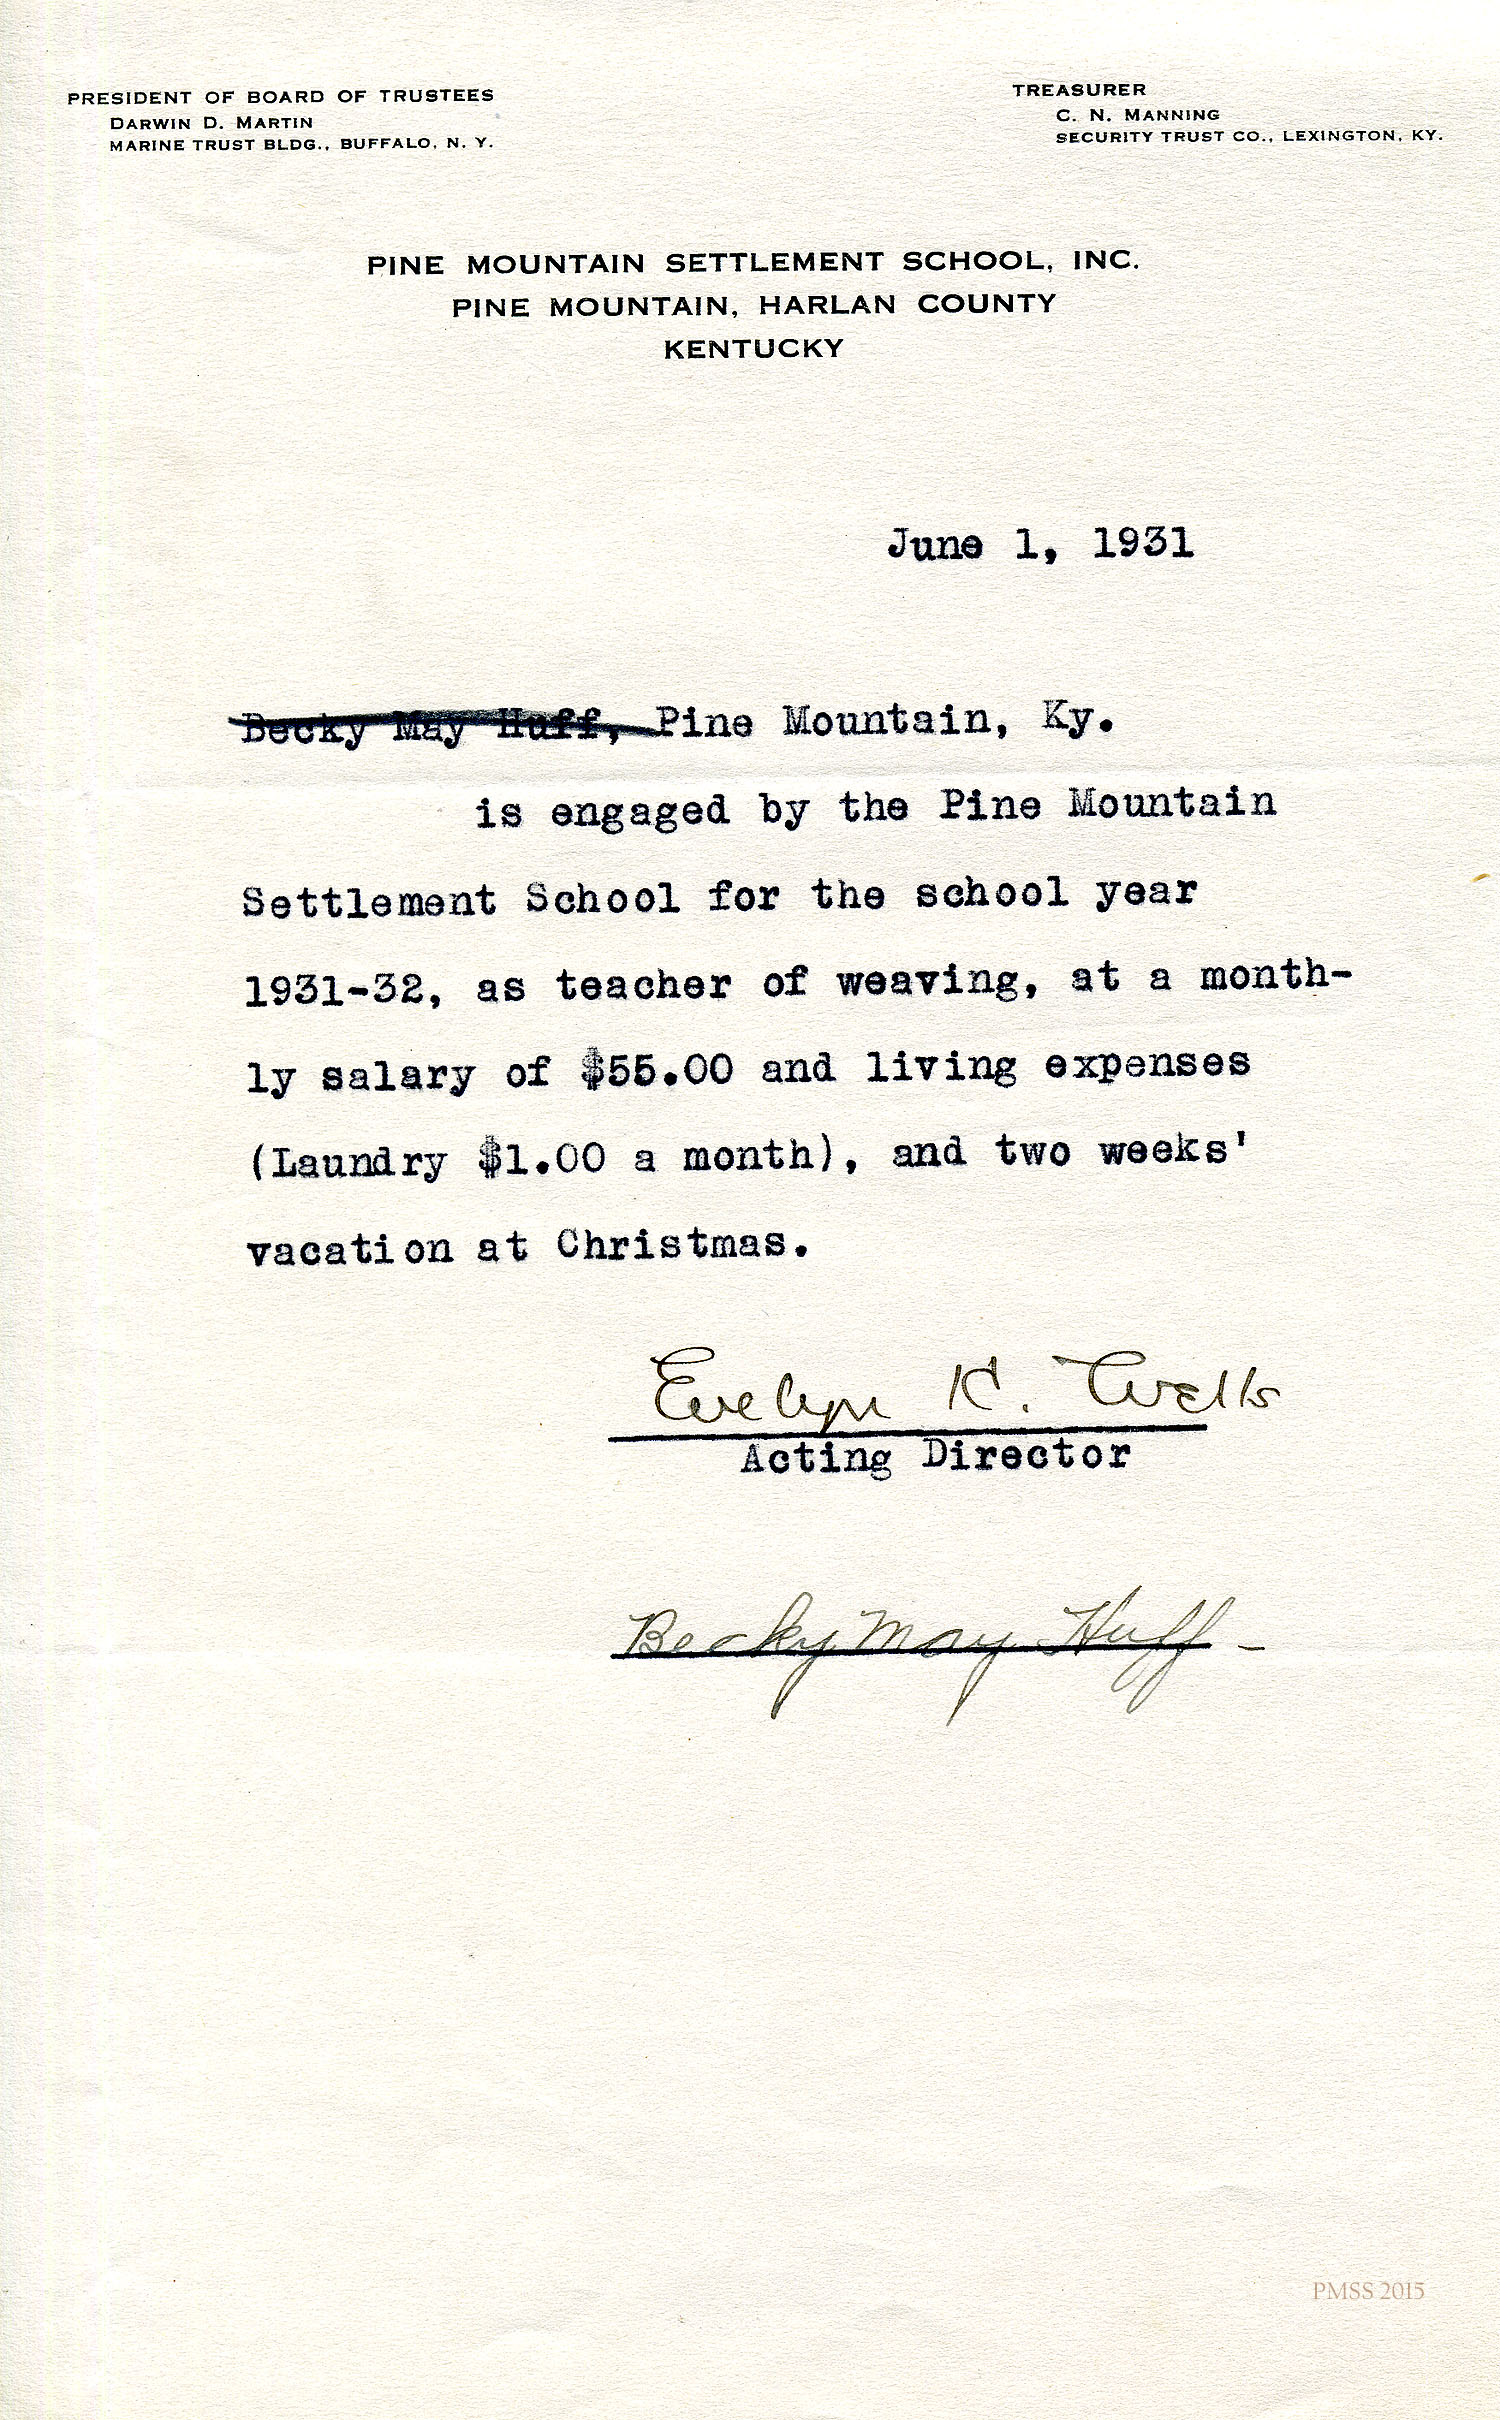 PRESIDENT OF BOARD OF TRUSTEES
DARWIN D. MARTIN
MARINE TRUST BLDG., BUFFALO, N. Y.
TREASURER
C. N. MANNING
SECURITY TRUST CO., LEXINGTON, KY.
PINE MOUNTAIN SETTLEMENT SCHOOL, INC.
PINE MOUNTAIN, HARLAN COUNTY
KENTUCKY
June 1, 1931
Becky May Huff, Pine Mountain, Ky.
is engaged by the Pine Mountain
Settlement School for the school year
1931-32, as teacher of weaving, at a month-
ly salary of $55.00 and living expenses
(Laundry $1.00 a month), and two weeks'
vacation at Christmas.
Evelyn K. Wells
Acting Director
Becky May Huff -
PMSS 2015